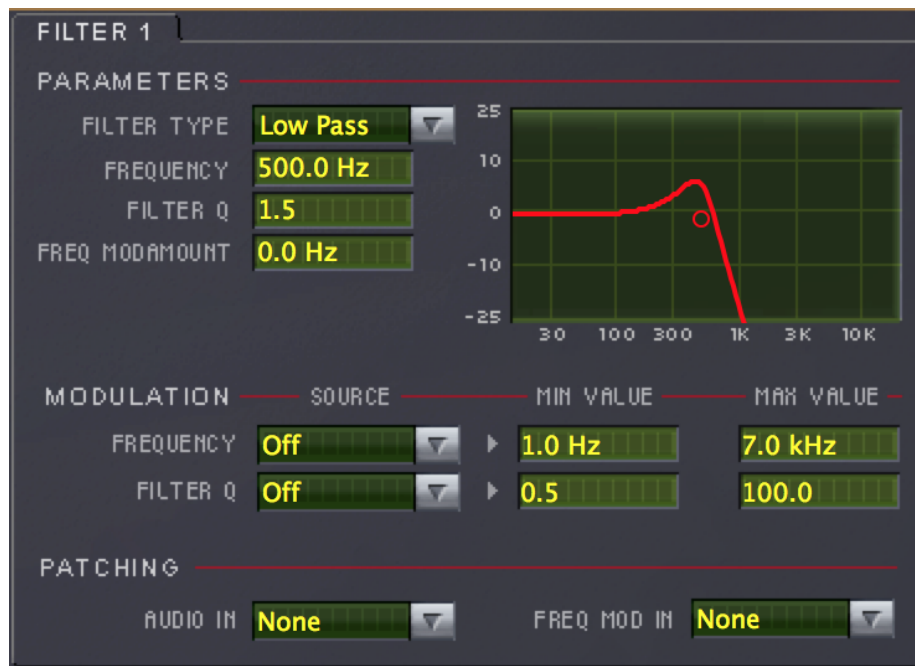 FILTER 1
PARAMETERS
FILTER TYPE Low Pass
FREQUENCY 500.0 Hz
FILTER Q 1.5
FREQ MODAMOUNT 0.0 Hz
25
10
0
-10
-25
30 100 300 1K 3K 10K
MODULATION SOURCE MIN VALUE MAX VALUE
FREQUENCY Off 1.0 Hz 7.0 kHz
FILTER Q Off 0.5 100.0
PATCHING
AUDIO IN None FREQ MOD IN None